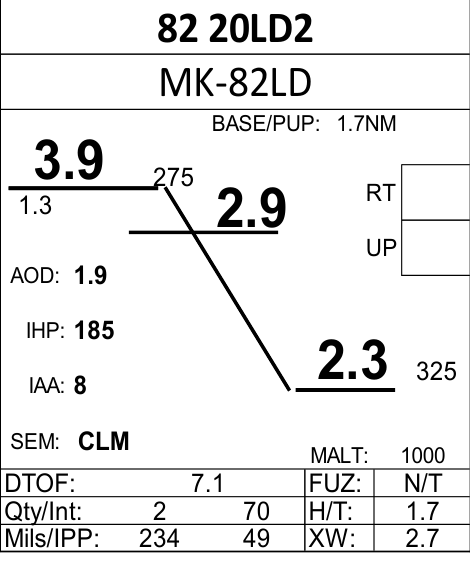 82 20LD2
MK-82LD
BASE/PUP: 1.7NM
3.9
275
1.3
2.9
RT
UP
AOD: 1.9
IHP: 185
2.3
325
IAA: 8
SEM: CLM
MALT: 1000
DTOF: 7.1 FUZ: N/T
Qty/Int: 2 70 H/T: 1.7
Mils/IPP: 234 49 XW: 2.7